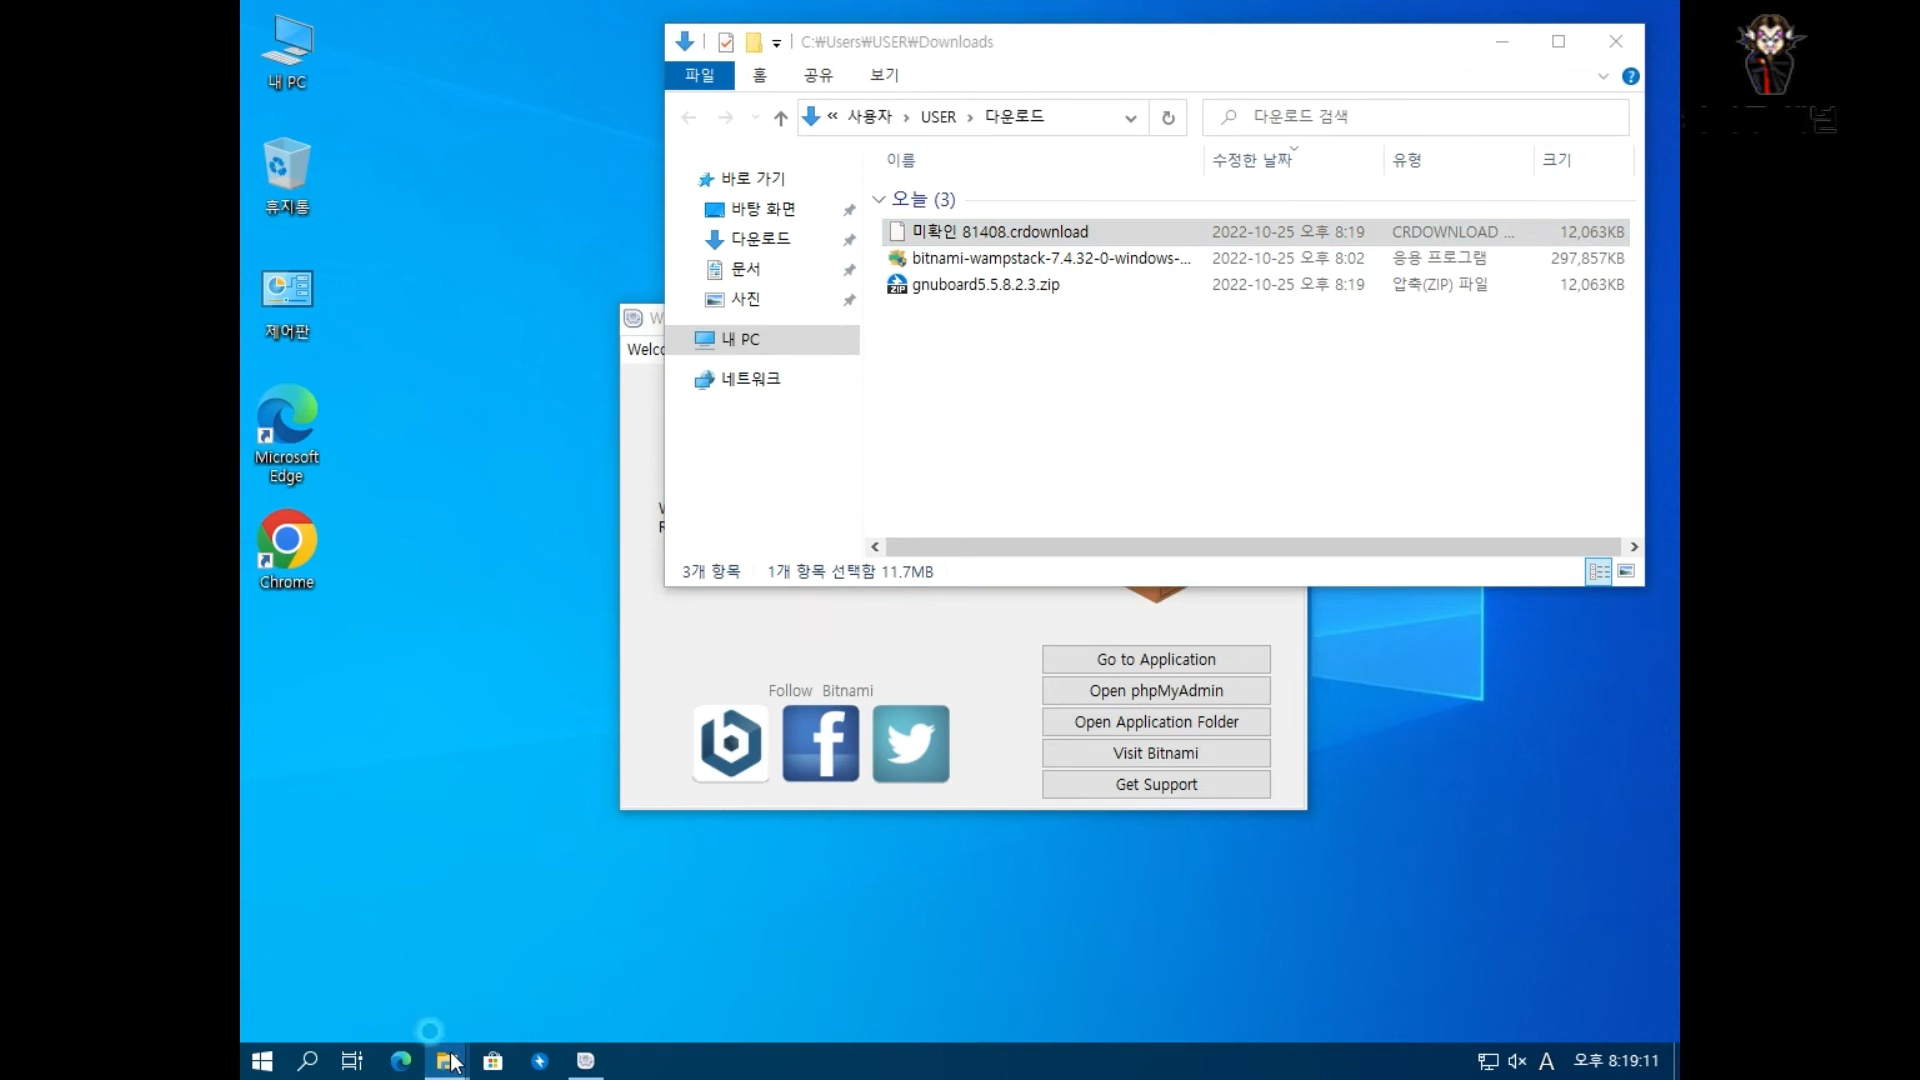 내 PC
휴지통
제어판
Microsoft
Edge
Chrome
C:₩Users₩USER₩Downloads
파일
홈
공유
보기
« 사용자 › USER › 다운로드
다운로드 검색
이름
수정한 날짜
유형
크기
바로 가기
바탕 화면
다운로드
문서
사진
내 PC
네트워크
오늘 (3)
미확인 81408.crdownload 2022-10-25 오후 8:19 CRDOWNLOAD ... 12,063KB
bitnami-wampstack-7.4.32-0-windows-... 2022-10-25 오후 8:02 응용 프로그램 297,857KB
gnuboard5.5.8.2.3.zip 2022-10-25 오후 8:19 압축(ZIP) 파일 12,063KB
3개 항목 1개 항목 선택함 11.7MB
W
Welco
Follow Bitnami
Go to Application
Open phpMyAdmin
Open Application Folder
Visit Bitnami
Get Support
A
오후 8:19:11